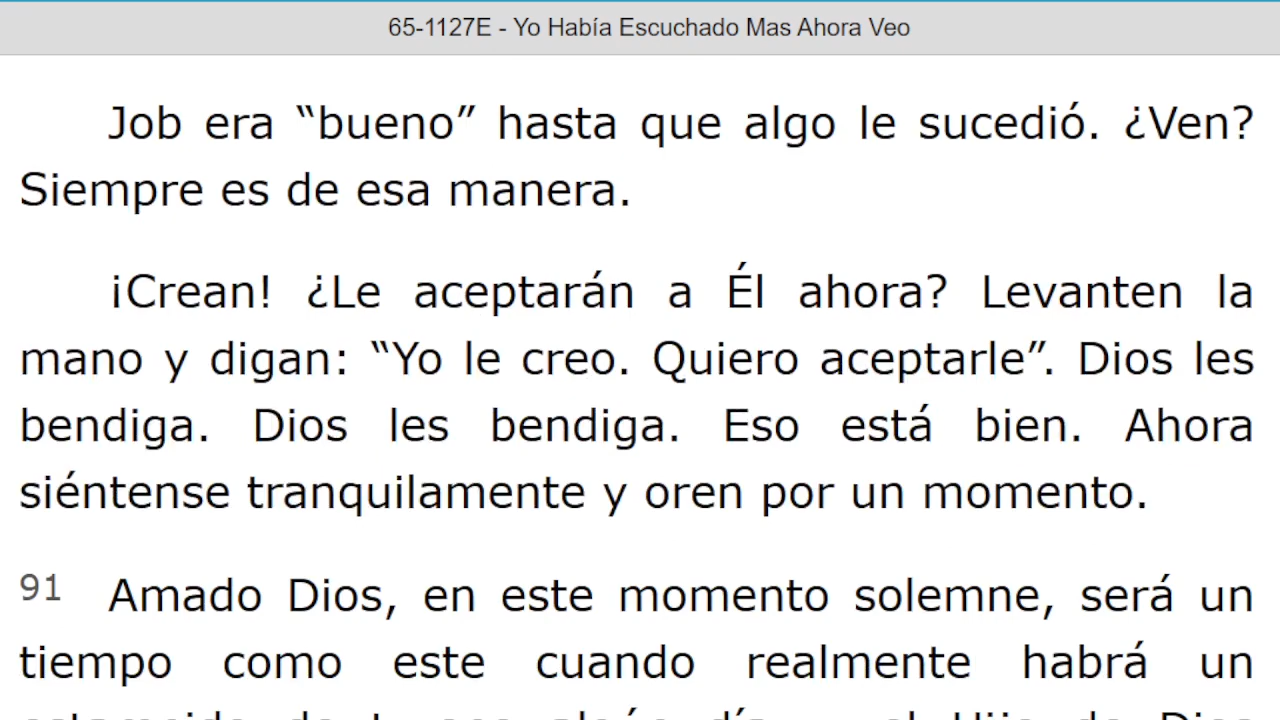 65-1127E - Yo Había Escuchado Mas Ahora Veo
Job era “bueno” hasta que algo le sucedió. ¿Ven?
Siempre es de esa manera.
¡Crean! ¿Le aceptarán a Él ahora? Levanten la
mano y digan: “Yo le creo. Quiero aceptarle”. Dios les
bendiga. Dios les bendiga. Eso está bien. Ahora
siéntense tranquilamente y oren por un momento.
91 Amado Dios, en este momento solemne, será un
tiempo como este cuando realmente habrá un